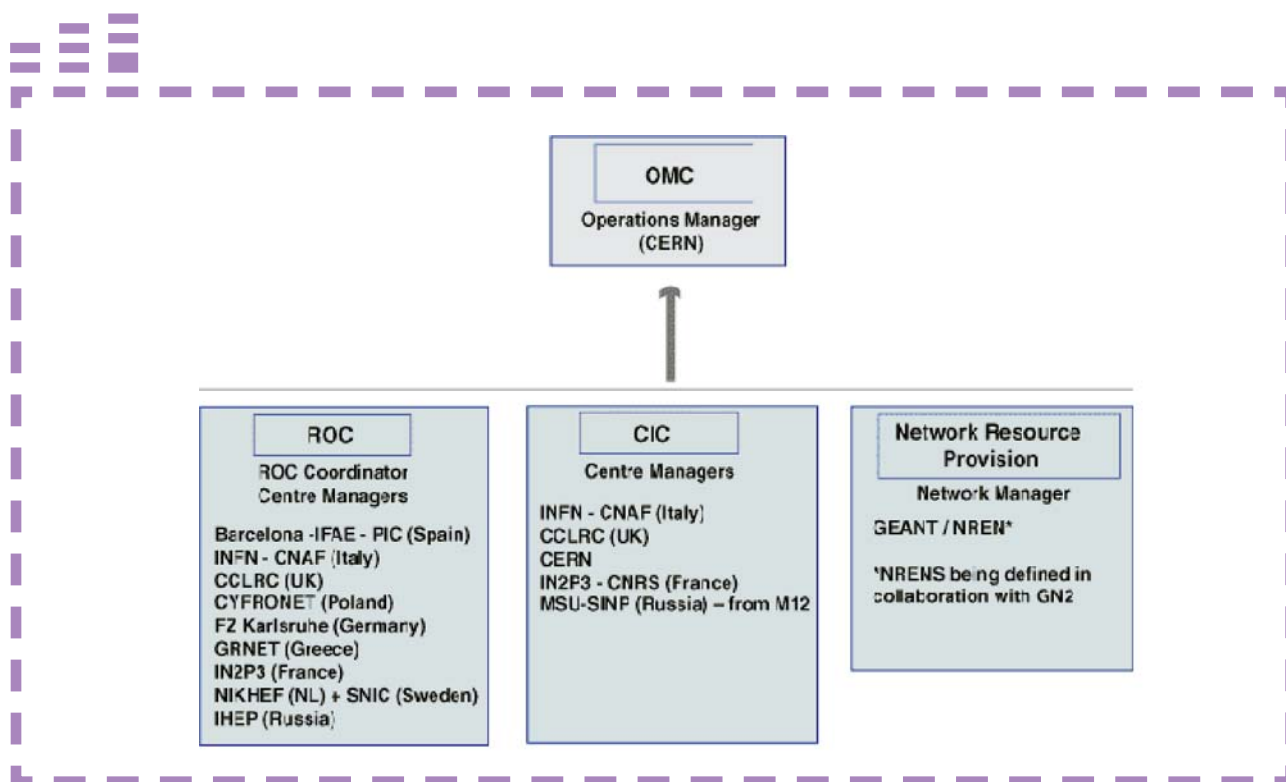 OMC
Operations Manager
(CERN)
ROC
ROC Coordinator
Centre Managers
Barcelona -IFAE - PIC (Spain)
INFN - CNAF (Italy)
CCLRC (UK)
CYFRONET (Poland)
FZ Karlsruhe (Germany)
GRNET (Greece)
IN2P3 (France)
NIKHEF (NL) + SNIC (Sweden)
IHEP (Russia)
CIC
Centre Managers
INFN - CNAF (Italy)
CCLRC (UK)
CERN
IN2P3 - CNRS (France)
MSU-SINP (Russia) – from M12
Network Resource
Provision
Network Manager
GEANT / NREN*
*NRENS being defined in
collaboration with GN2